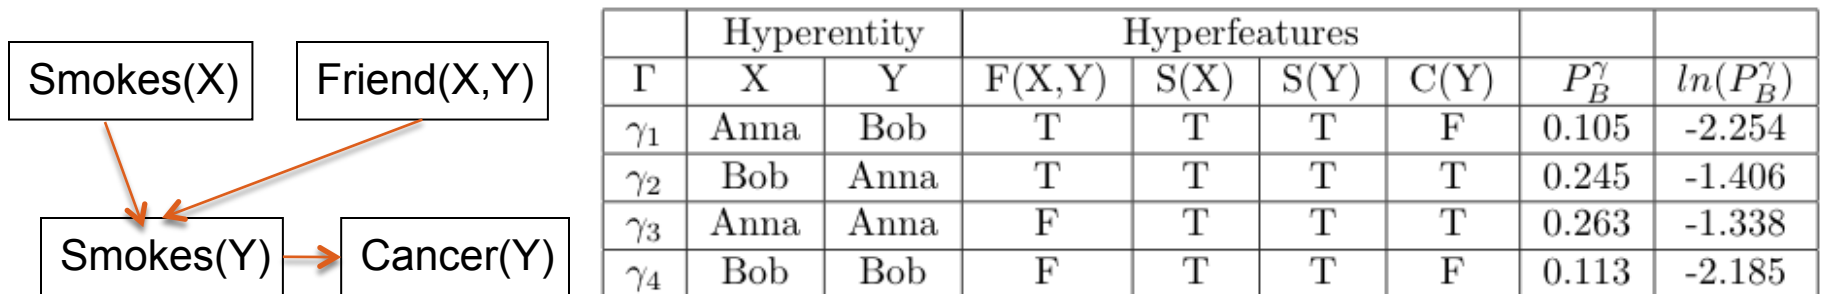 Smokes(X) Friend(X,Y)
Smokes(Y) Cancer(Y)
Hyperentity Hyperfeatures
Γ X Y F(X,Y) S(X) S(Y) C(Y) P_B^γ ln(P_B^γ)
γ₁ Anna Bob T T T F 0.105 -2.254
γ₂ Bob Anna T T T T 0.245 -1.406
γ₃ Anna Anna F T T T 0.263 -1.338
γ₄ Bob Bob F T T F 0.113 -2.185